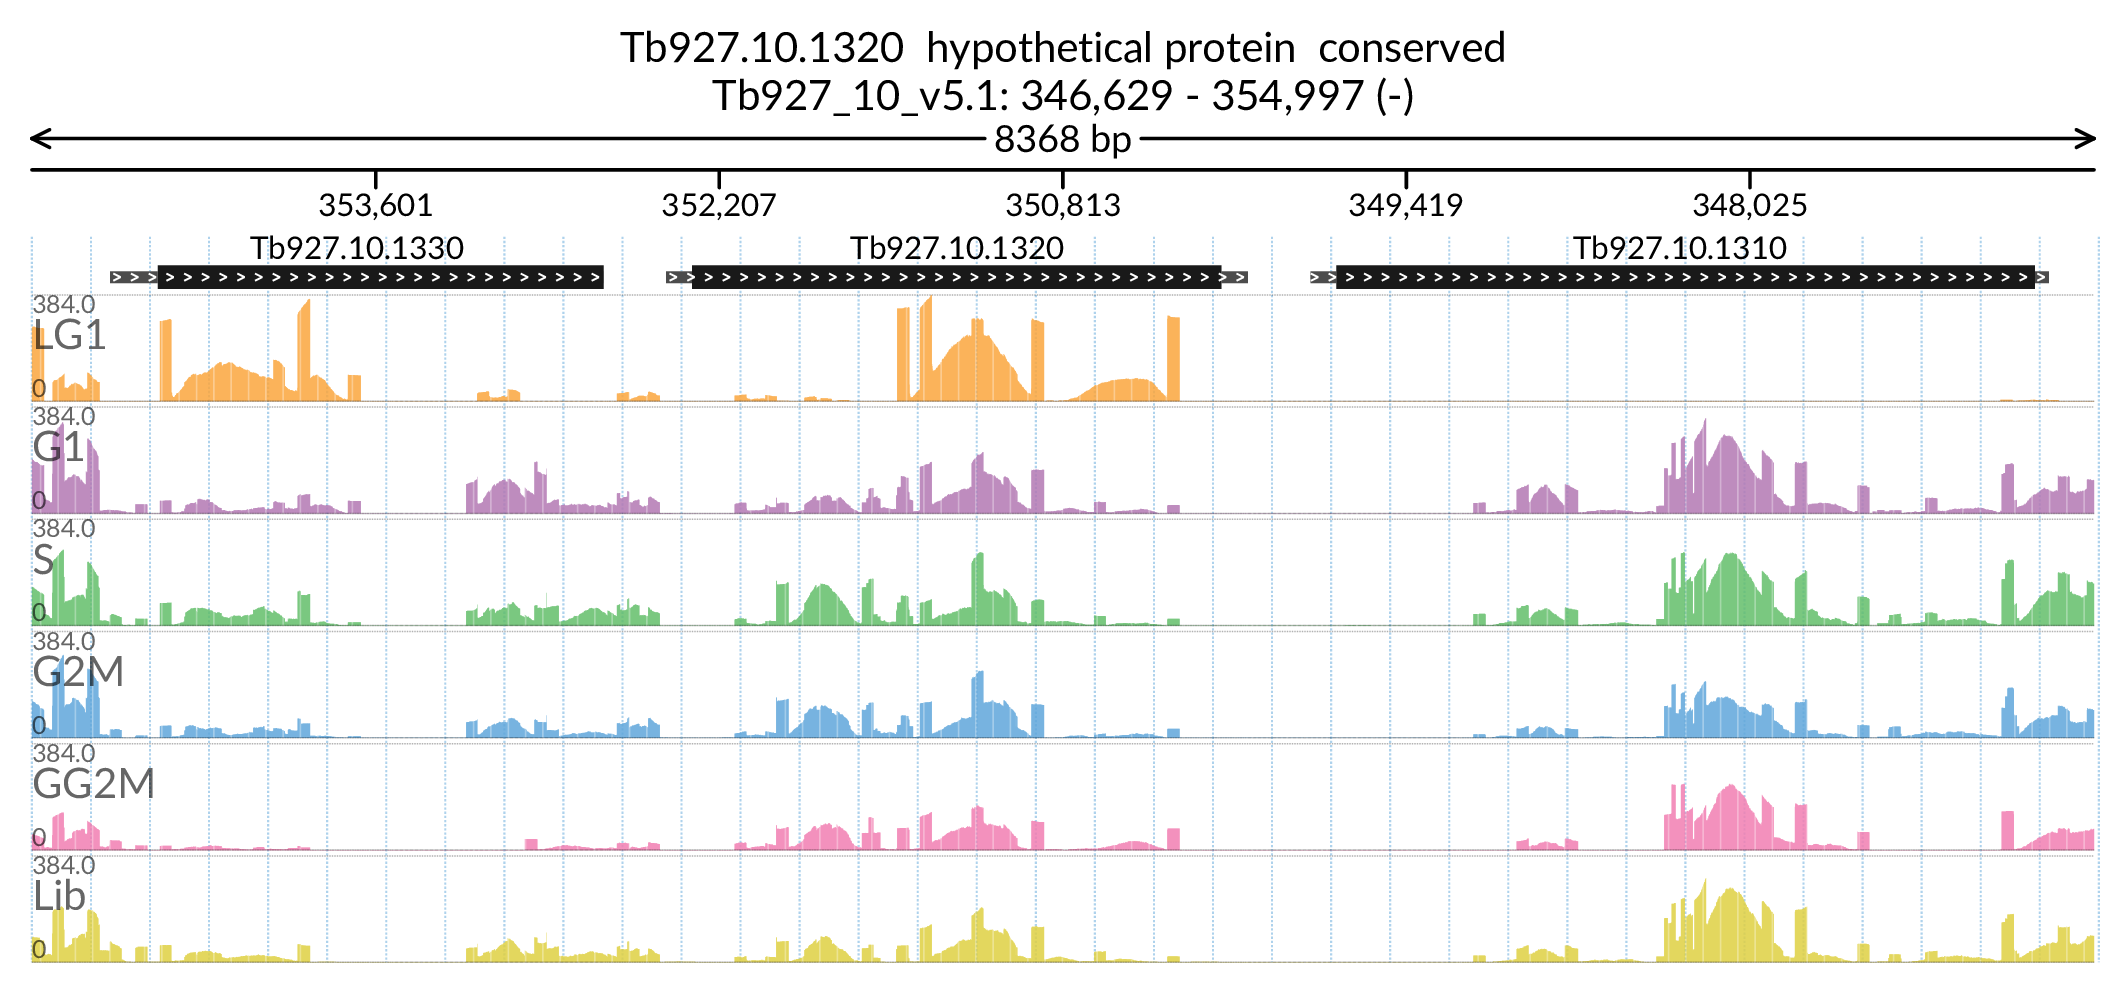 Tb927.10.1320 hypothetical protein conserved
Tb927_10_v5.1: 346,629 - 354,997 (-)
8368 bp
353,601 352,207 350,813 349,419 348,025
Tb927.10.1330 Tb927.10.1320 Tb927.10.1310
384.0
LG1
0
384.0
G1
0
384.0
S
0
384.0
G2M
0
384.0
GG2M
0
384.0
Lib
0